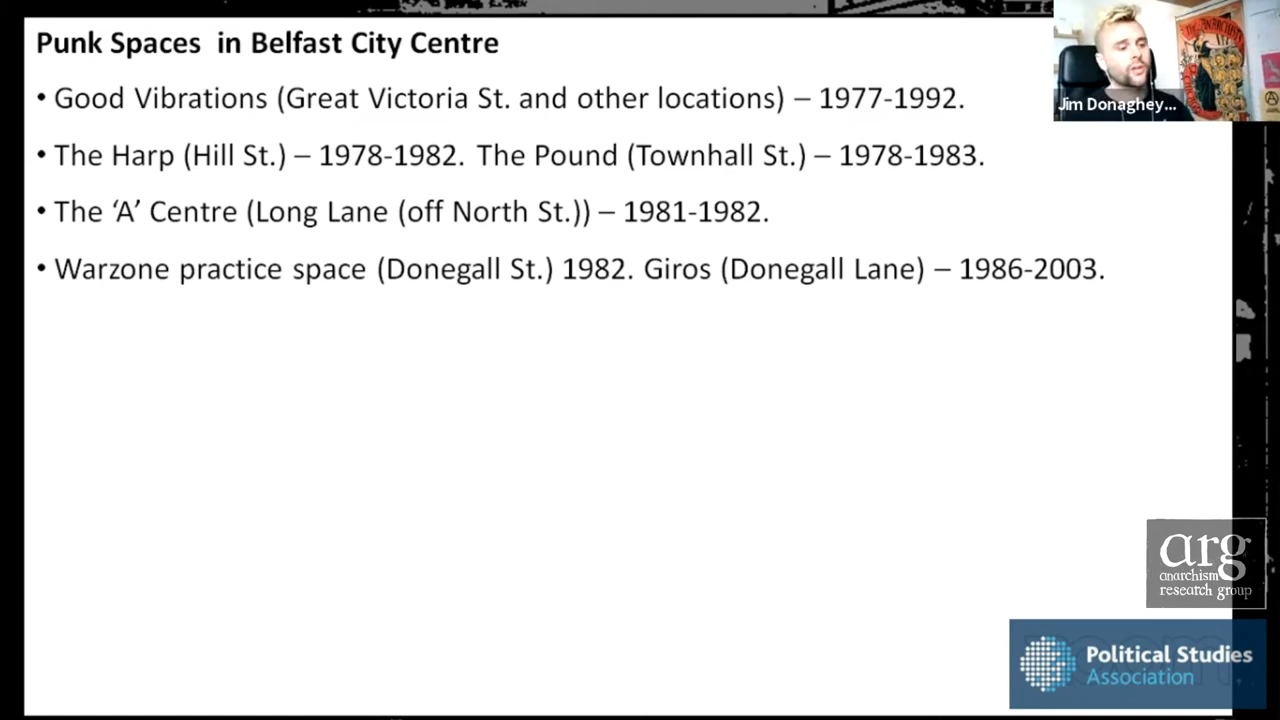 Punk Spaces in Belfast City Centre
• Good Vibrations (Great Victoria St. and other locations) – 1977-1992.
• The Harp (Hill St.) – 1978-1982. The Pound (Townhall St.) – 1978-1983.
• The ‘A’ Centre (Long Lane (off North St.)) – 1981-1982.
• Warzone practice space (Donegall St.) 1982. Giros (Donegall Lane) – 1986-2003.
Jim Donaghey...
arg
anarchism
research group
Political Studies
Association